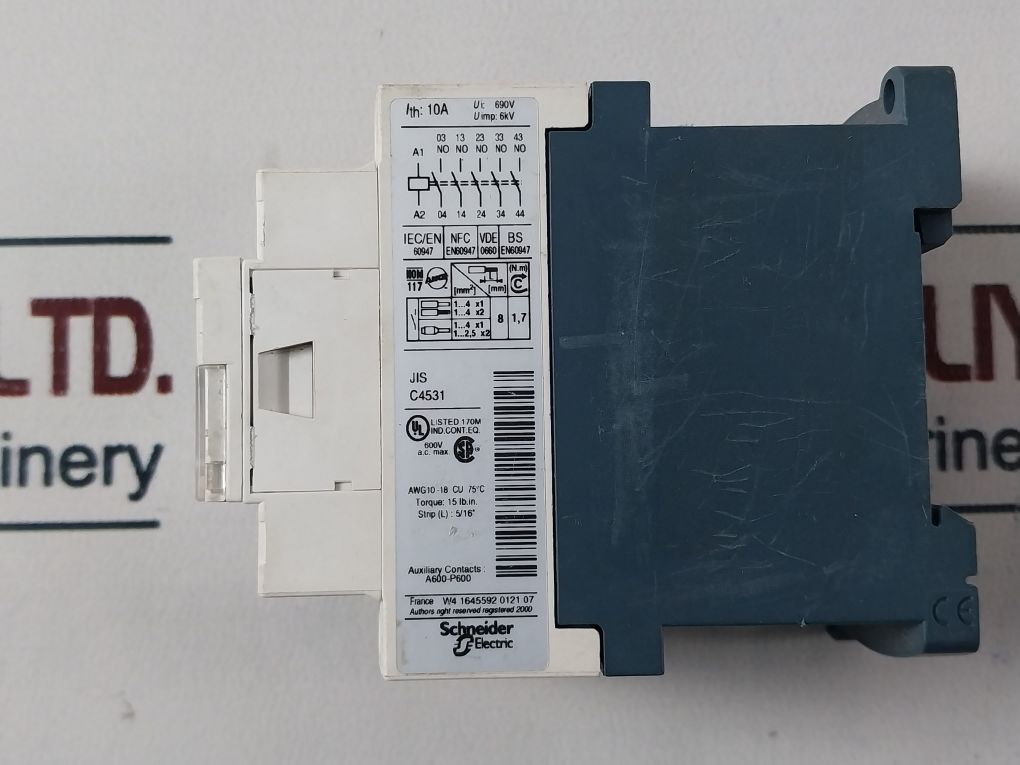 Ith: 10A Ui: 690V
Uimp: 6kV
03 13 23 33 43
A1 NO NO NO NO NO
A2 04 14 24 34 44
IEC/EN NFC VDE BS
60947 EN60947 0660 EN60947
NOM
117
[mm²] [mm] (N.m)
C
1...4 x1
1...4 x2
8 1,7
1...4 x1
1...2,5 x2
JIS
C4531
UL LISTED 170M
IND.CONT.EQ.
600V
a.c. max.
AWG10-18 CU 75°C
Torque: 15 lb.in.
Strip (L) : 5/16"
Auxiliary Contacts :
A600-P600
France W4 1645592 0121 07
Authors right reserved registered 2000
Schneider
Electric
CE
LTD.
inery
LIY
rine